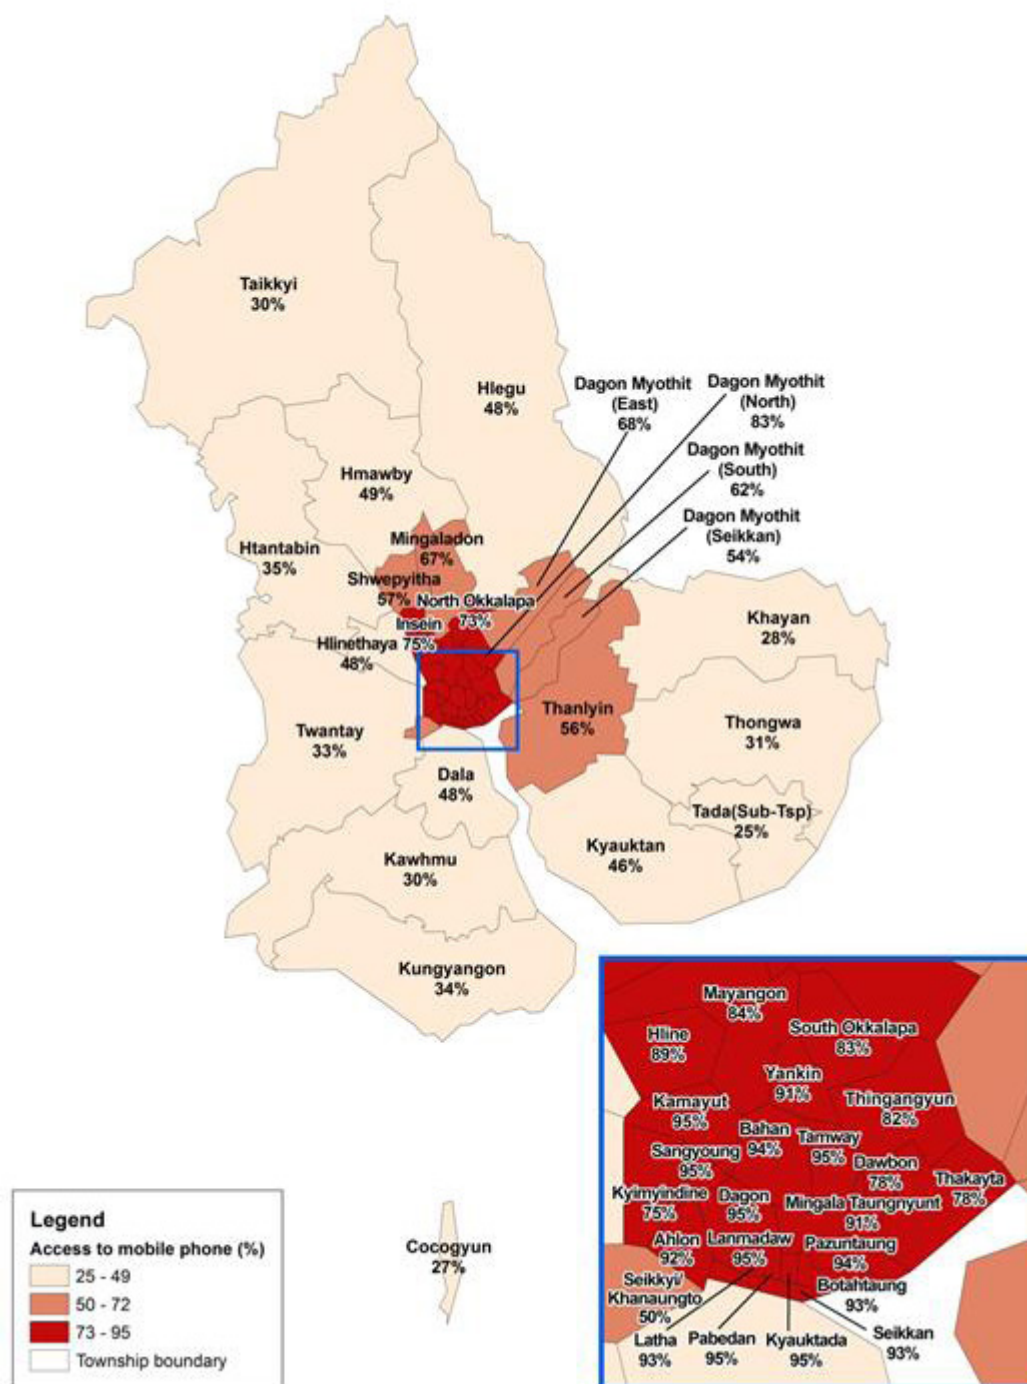 Taikkyi
30%
Hlegu
48%
Dagon Myothit
(East)
68%
Dagon Myothit
(North)
83%
Dagon Myothit
(South)
62%
Dagon Myothit
(Seikkan)
54%
Hmawby
49%
Htantabin
35%
Mingaladon
67%
Shwepyitha
57%
North Okkalapa
73%
Insein
75%
Hlinethaya
48%
Khayan
28%
Twantay
33%
Thanlyin
56%
Thongwa
31%
Dala
48%
Tada(Sub-Tsp)
25%
Kyauktan
46%
Kawhmu
30%
Kungyangon
34%
Mayangon
84%
Hline
89%
South Okkalapa
83%
Yankin
91%
Kamayut
95%
Thingangyun
82%
Bahan
94%
Tamway
95%
Sangyoung
95%
Dawbon
78%
Thakayta
78%
Kyimyindine
75%
Dagon
95%
Mingala Taungnyunt
91%
Ahlon
92%
Lanmadaw
95%
Pazuntaung
94%
Seikkyi/
Khanaungto
50%
Botahtaung
93%
Latha
93%
Pabedan
95%
Kyauktada
95%
Seikkan
93%
Cocogyun
27%
Legend
Access to mobile phone (%)
25 - 49
50 - 72
73 - 95
Township boundary